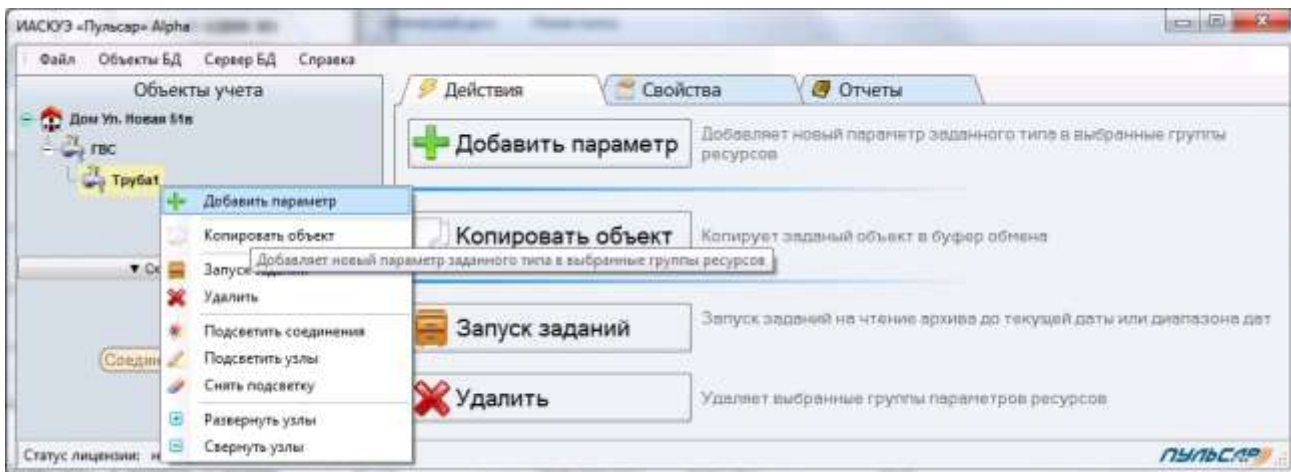 ИАСКУЭ «Пульсар» Alpha
Файл Объекты БД Сервер БД Справка
Объекты учета
Действия Свойства Отчеты
Дом Ул. Новая 51в
ГВС
Труба1
Добавить параметр
Добавляет новый параметр заданного типа в выбранные группы
ресурсов
Добавить параметр
Копировать объект
Копировать объект
Копирует заданый объект в буфер обмена
Добавляет новый параметр заданного типа в выбранные группы ресурсов
Запуск
Удалить
Подсветить соединения
Подсветить узлы
Снять подсветку
Развернуть узлы
Свернуть узлы
Запуск заданий
Запуск заданий на чтение архива до текущей даты или диапазона дат
Удалить
Удаляет выбранные группы параметров ресурсов
Статус лицензии:
ПУЛЬСАР